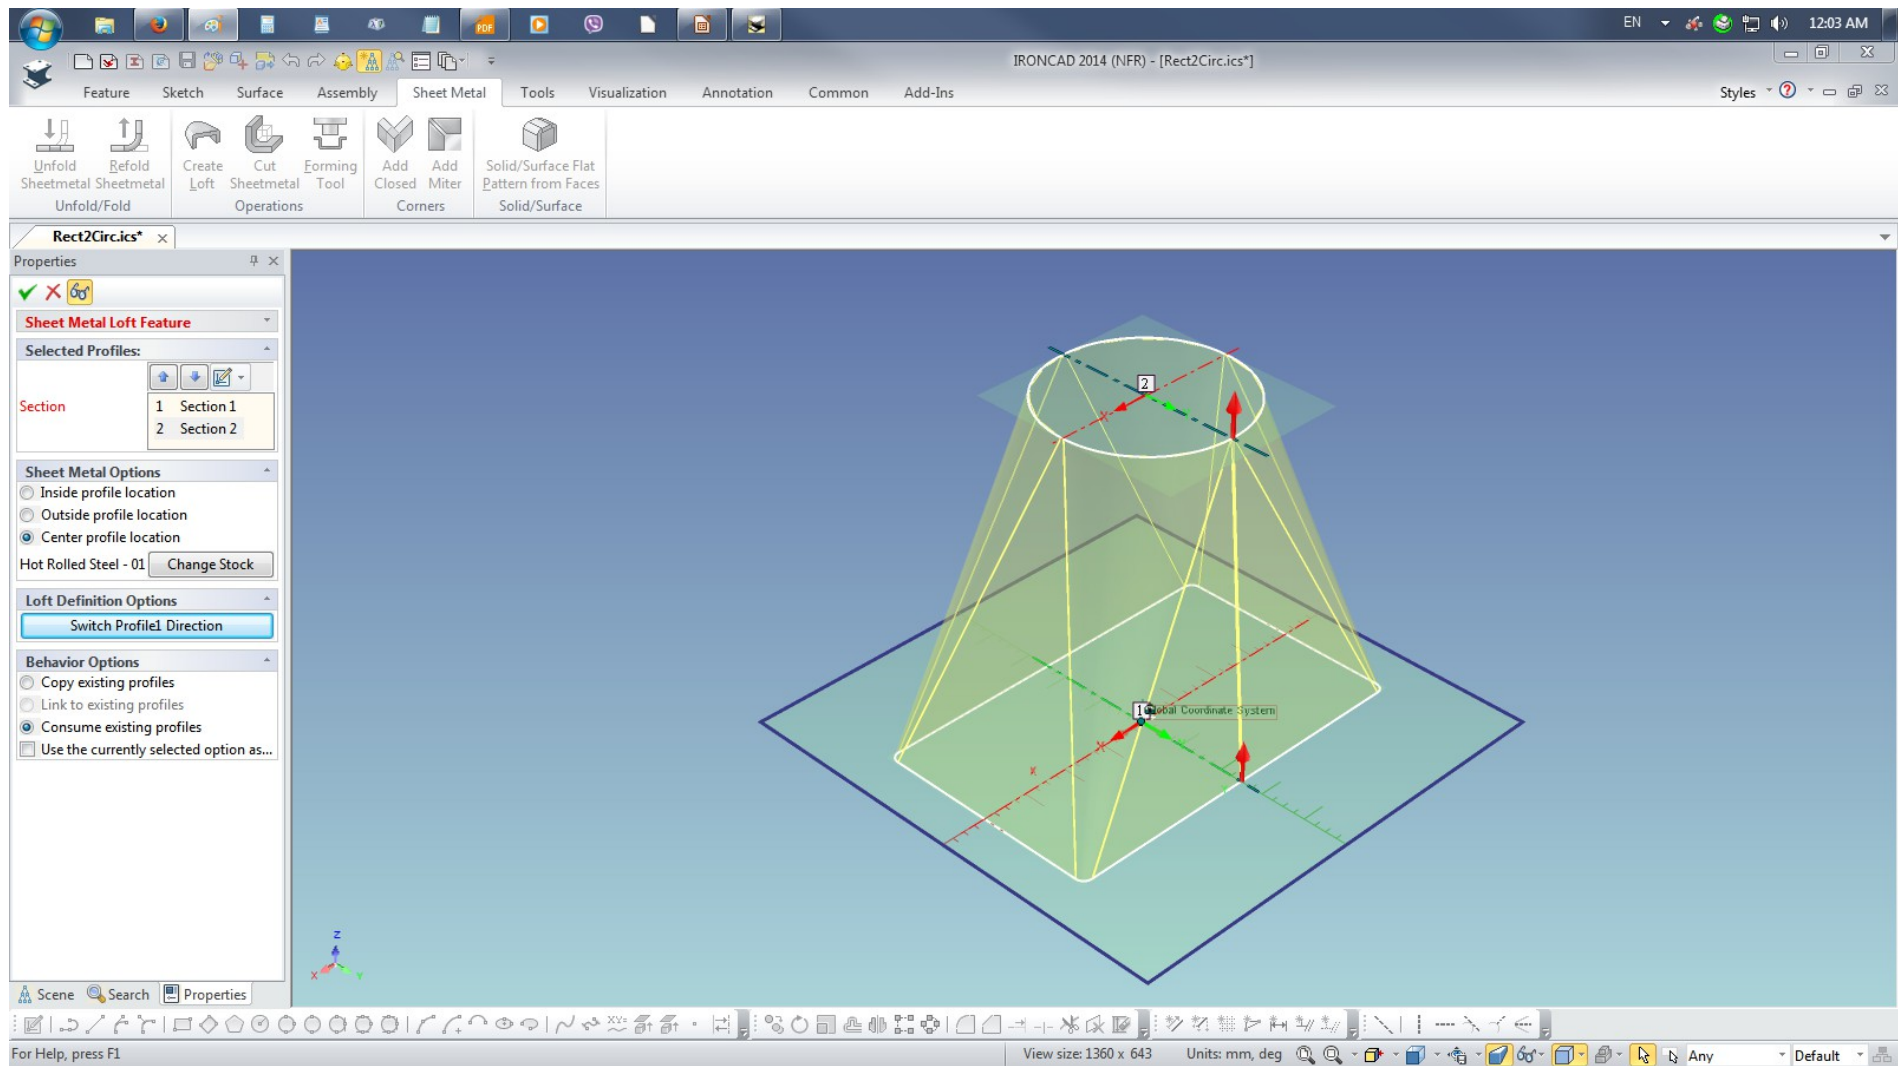 PDF
EN
12:03 AM
IRONCAD 2014 (NFR) - [Rect2Circ.ics*]
Feature Sketch Surface Assembly Sheet Metal Tools Visualization Annotation Common Add-Ins Styles
Unfold Sheetmetal
Refold Sheetmetal
Create Loft
Cut Sheetmetal
Forming Tool
Add Closed
Add Miter
Solid/Surface Flat Pattern from Faces
Unfold/Fold Operations Corners Solid/Surface
Rect2Circ.ics*
Properties
Sheet Metal Loft Feature
Selected Profiles:
Section
1 Section 1
2 Section 2
Sheet Metal Options
Inside profile location
Outside profile location
Center profile location
Hot Rolled Steel - 01 Change Stock
Loft Definition Options
Switch Profile1 Direction
Behavior Options
Copy existing profiles
Link to existing profiles
Consume existing profiles
Use the currently selected option as...
2
X
1
Global Coordinate System
X
X
Z
X Y
Scene Search Properties
For Help, press F1
View size: 1360 x 643 Units: mm, deg Any Default